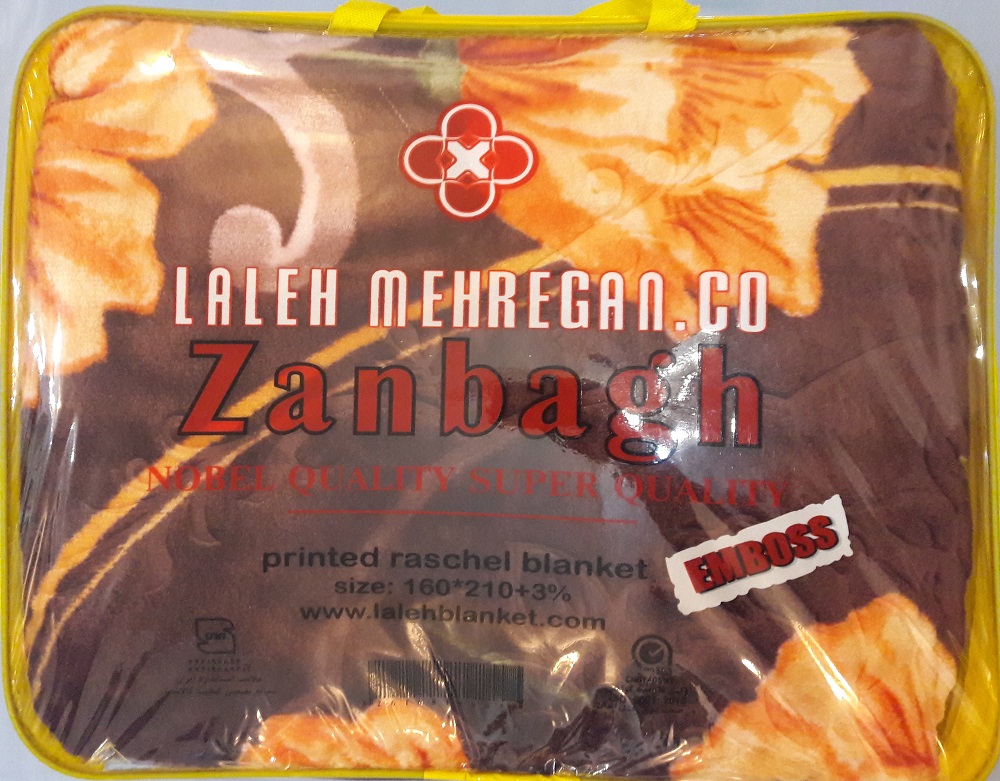 LALEH MEHREGAN.CO
Zanbagh
NOBEL QUALITY SUPER QUALITY
EMBOSS
printed raschel blanket
size: 160*210+3%
www.lalehblanket.com